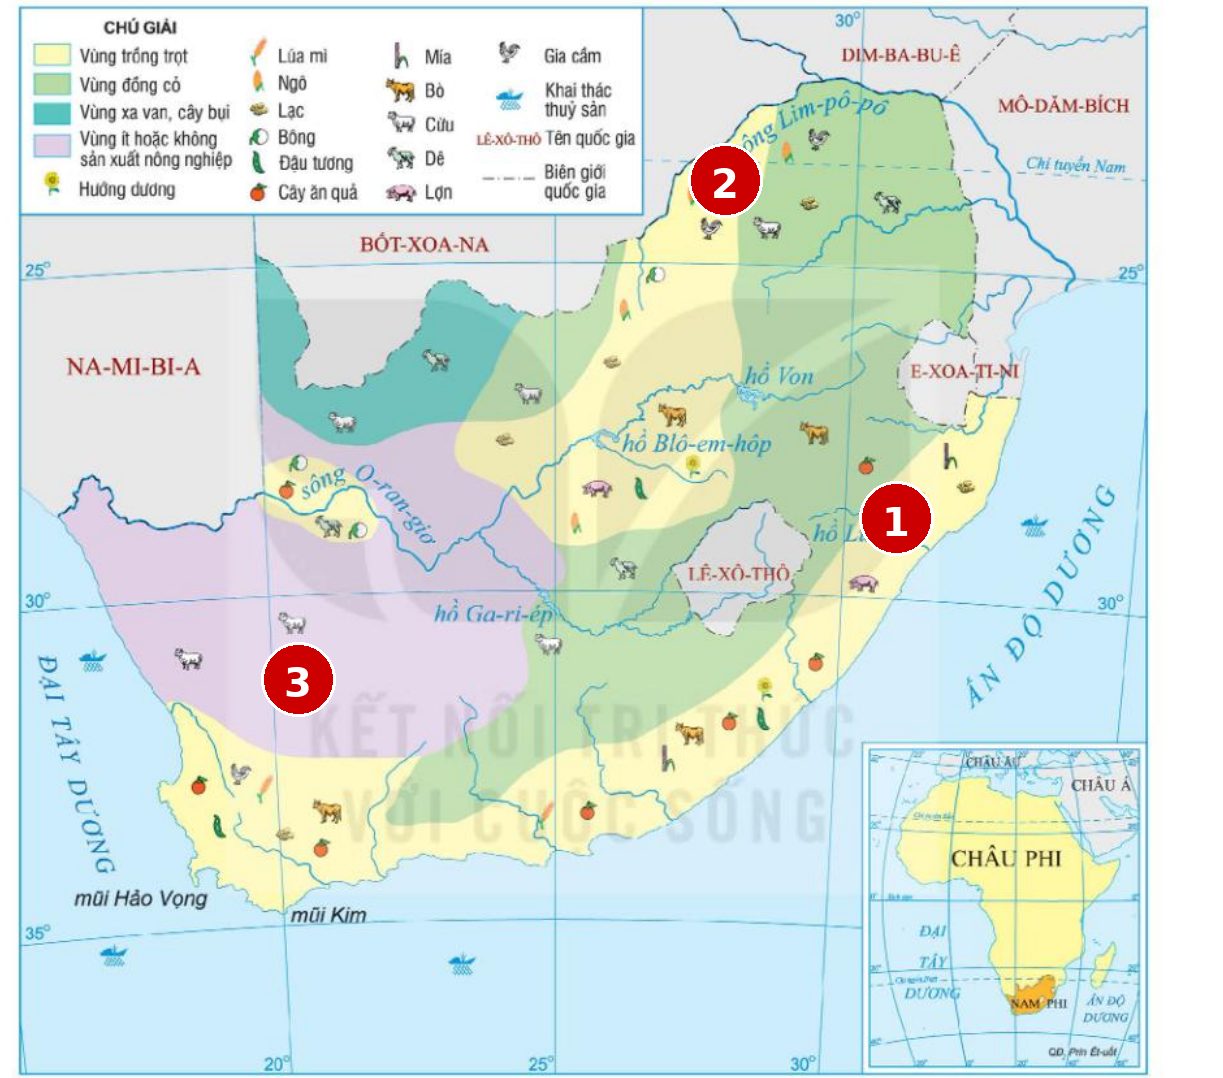 CHÚ GIẢI
Vùng trồng trọt
Vùng đồng cỏ
Vùng xa van, cây bụi
Vùng ít hoặc không
sản xuất nông nghiệp
Hướng dương
Lúa mì
Ngô
Lạc
Bông
Đậu tương
Cây ăn quả
Mía
Bò
Cừu
Dê
Lợn
Gia cầm
Khai thác
thuỷ sản
LÊ-XÔ-THÔ Tên quốc gia
Biên giới
quốc gia
30°
DIM-BA-BU-Ê
MÔ-DĂM-BÍCH
ông Lim-pô-pô
Chí tuyến Nam
2
BỐT-XOA-NA
25°
25°
NA-MI-BI-A
hồ Von
E-XOA-TI-NI
hồ Blô-em-hôp
sông O-ran-giơ
1
hồ L
LÊ-XÔ-THÔ
ẤN ĐỘ DƯƠNG
30°
30°
hồ Ga-ri-ép
3
ĐẠI TÂY DƯƠNG
KẾT NỐI TRI THỨC
VỚI CUỘC SỐNG
mũi Hảo Vọng
mũi Kim
35°
20°
25°
30°
CHÂU ÂU
CHÂU Á
CHÂU PHI
ĐẠI
TÂY
DƯƠNG
NAM PHI
ẤN ĐỘ
DƯƠNG
QĐ. Prin Ét-uốt